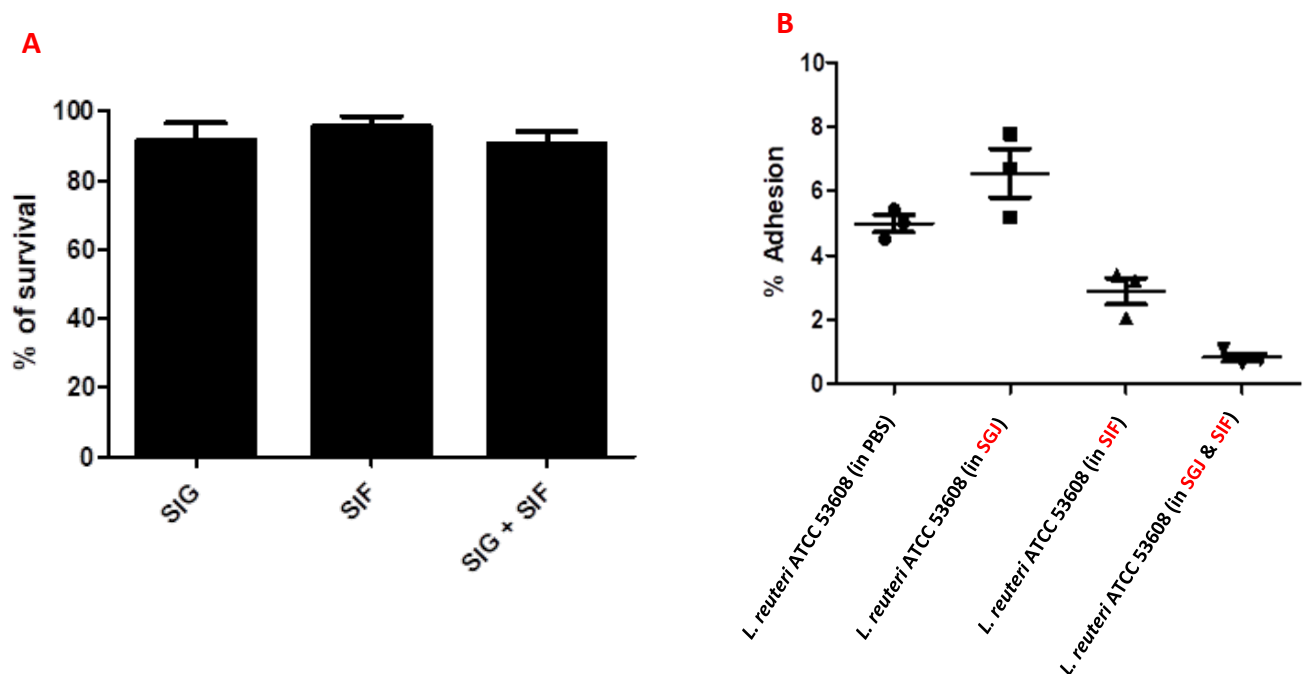 A
% of survival
100
80
60
40
20
0
SIG
SIF
SIG + SIF
B
% Adhesion
10
8
6
4
2
0
L. reuteri ATCC 53608 (in PBS)
L. reuteri ATCC 53608 (in SGJ)
L. reuteri ATCC 53608 (in SIF)
L. reuteri ATCC 53608 (in SGJ & SIF)